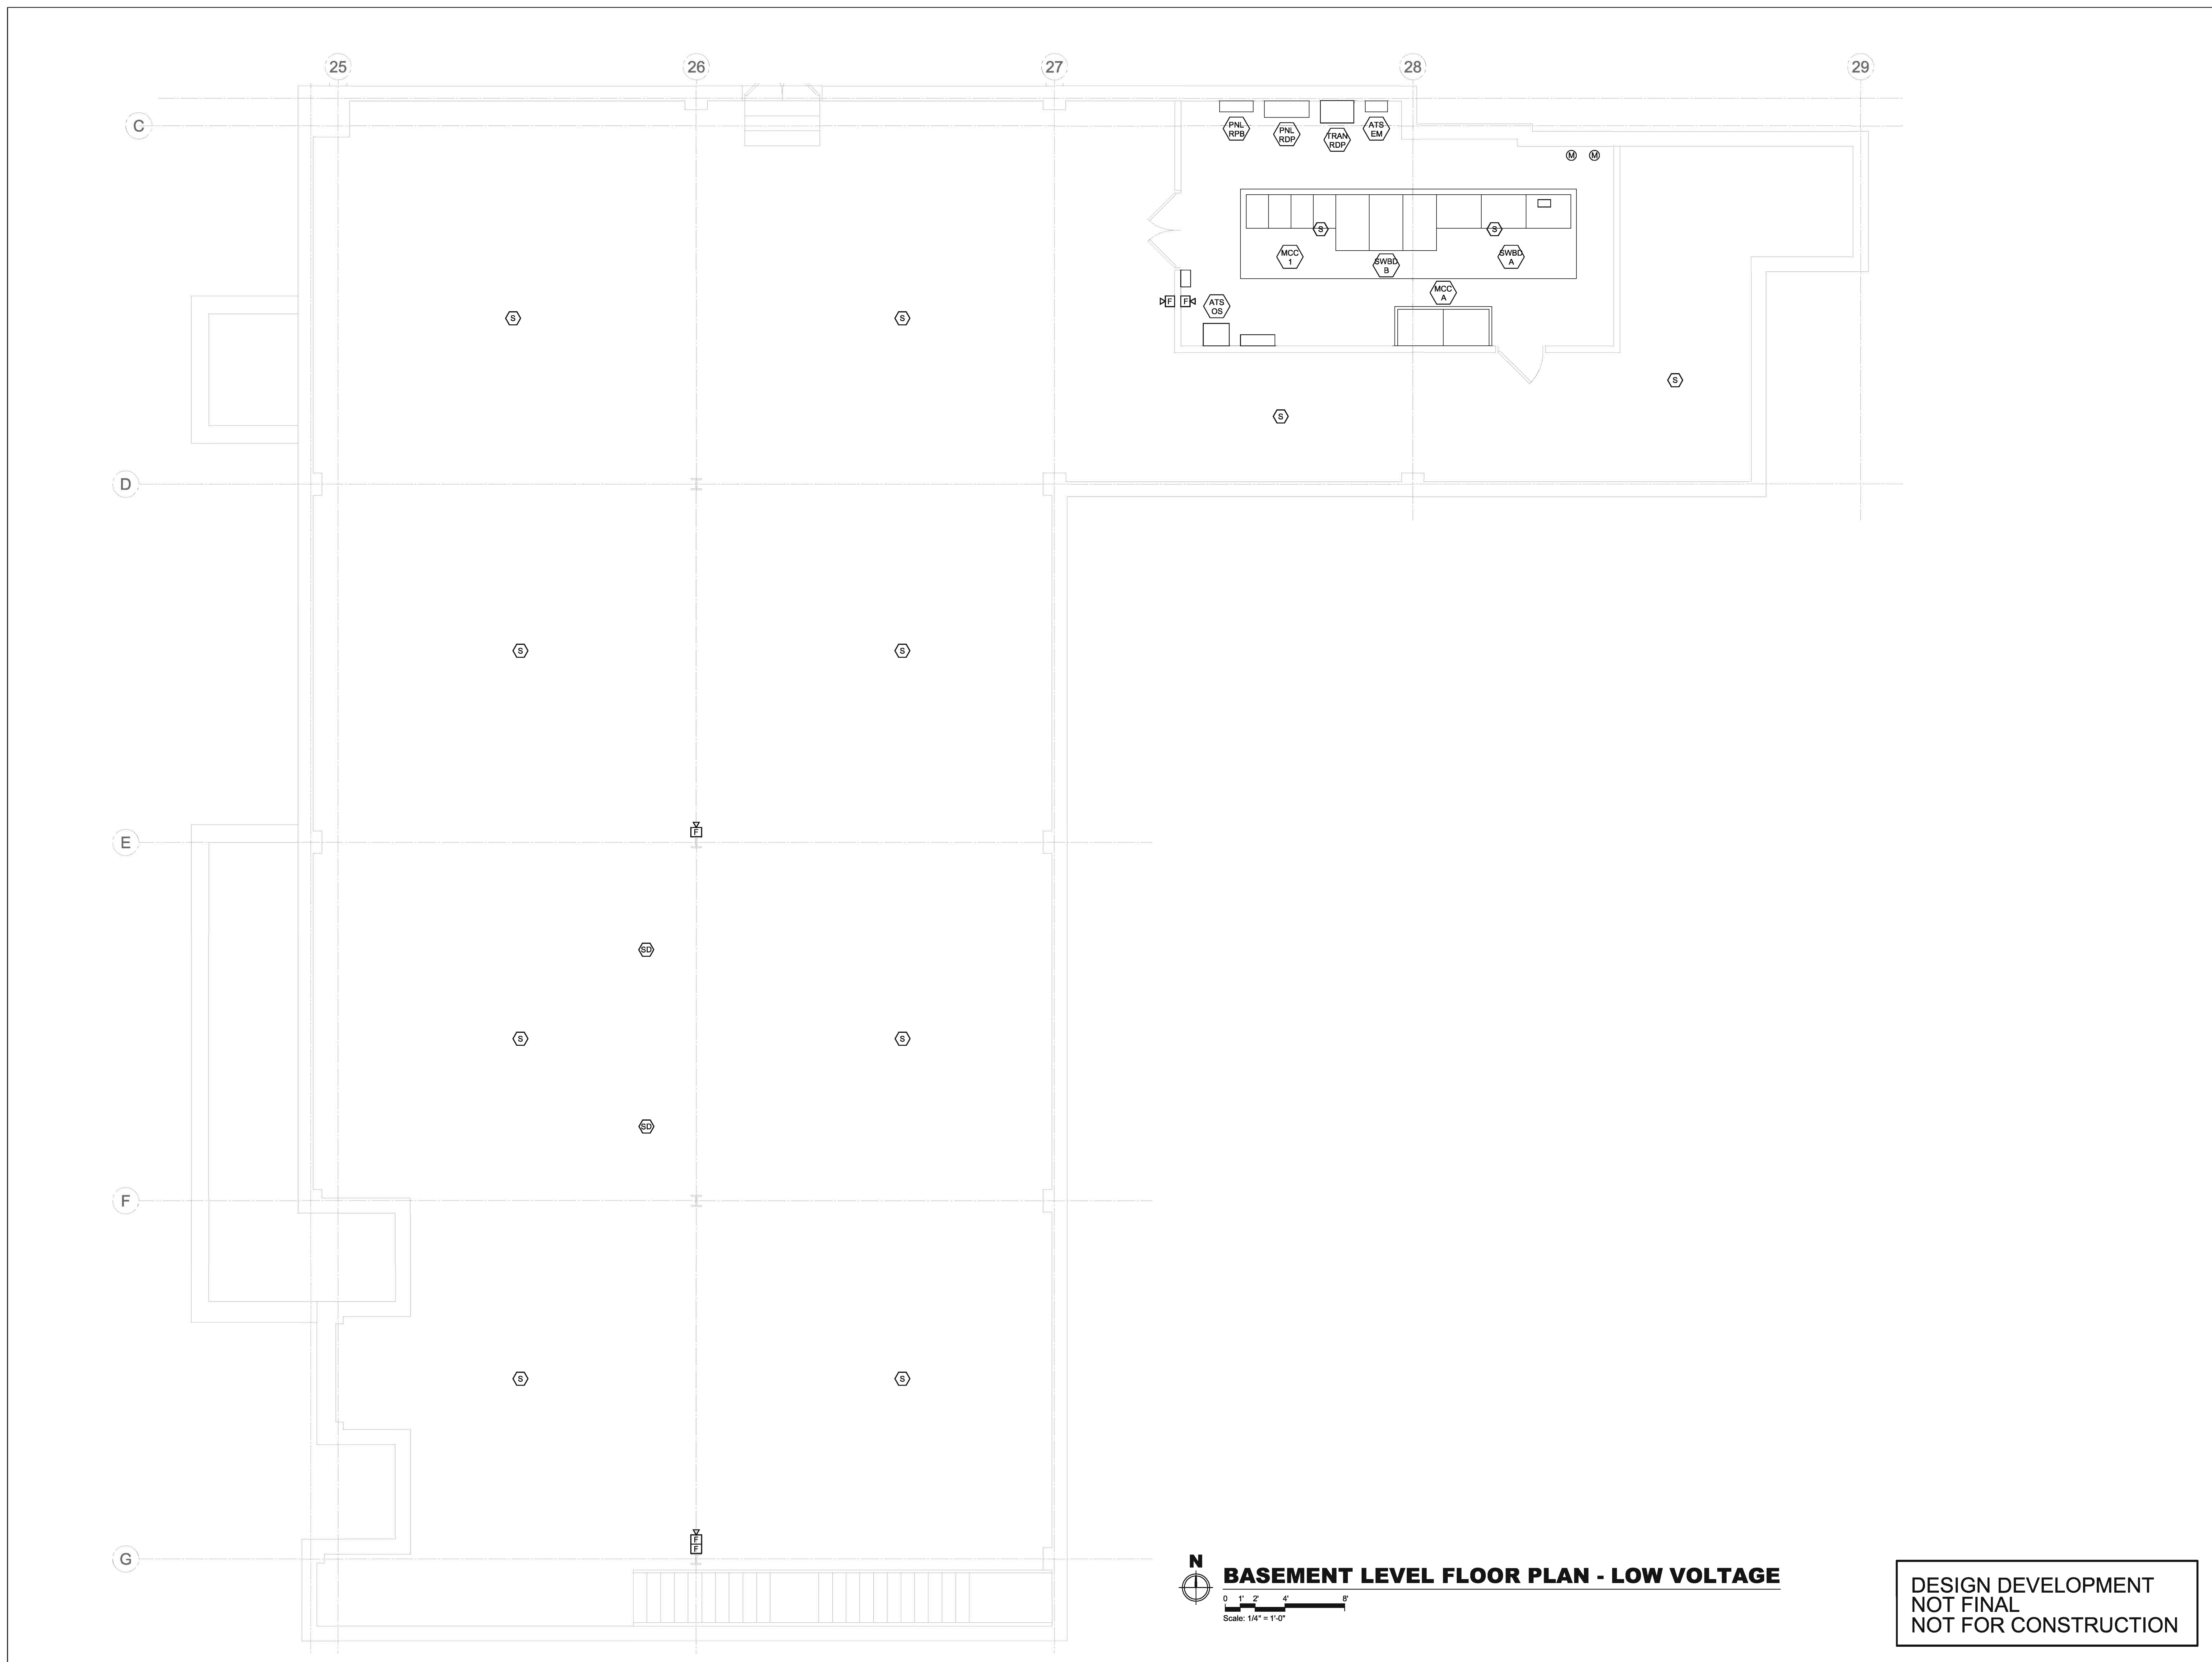 25
26
27
28
29
C
PNL
RPB
PNL
RDP
TRAN
RDP
ATS
EM
M
M
S
S
MCC
1
SWBD
B
SWBD
A
MCC
A
F
F
ATS
OS
S
S
S
S
D
S
S
F
E
SD
S
S
SD
F
S
S
F
F
G
N
BASEMENT LEVEL FLOOR PLAN - LOW VOLTAGE
0 1' 2' 4' 8'
Scale: 1/4" = 1'-0"
DESIGN DEVELOPMENT
NOT FINAL
NOT FOR CONSTRUCTION